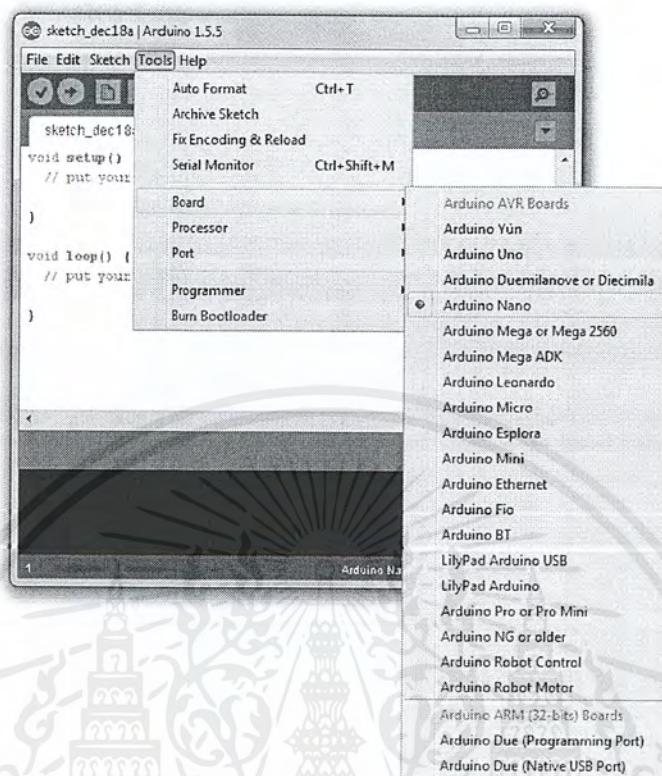 sketch_dec18a | Arduino 1.5.5
File Edit Sketch Tools Help
Auto Format Ctrl+T
Archive Sketch
sketch_dec18
Fix Encoding & Reload
Serial Monitor Ctrl+Shift+M
void setup()
// put your
}
void loop() {
// put your
}
Board
Processor
Port
Programmer
Burn Bootloader
Arduino AVR Boards
Arduino Yún
Arduino Uno
Arduino Duemilanove or Diecimila
Arduino Nano
Arduino Mega or Mega 2560
Arduino Mega ADK
Arduino Leonardo
Arduino Micro
Arduino Esplora
Arduino Mini
Arduino Ethernet
Arduino Fio
Arduino BT
LilyPad Arduino USB
LilyPad Arduino
Arduino Pro or Pro Mini
Arduino NG or older
Arduino Robot Control
Arduino Robot Motor
Arduino ARM (32-bits) Boards
Arduino Due (Programming Port)
Arduino Due (Native USB Port)
1 Arduino Na